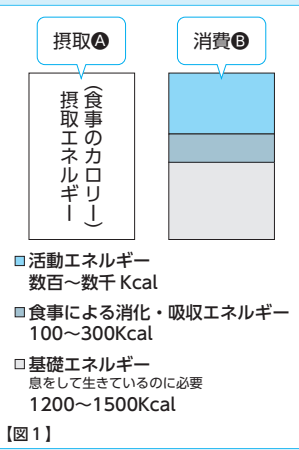 摂取Ⓐ
消費Ⓑ
摂取エネルギー
(食事のカロリー)
活動エネルギー
数百〜数千 Kcal
食事による消化・吸収エネルギー
100〜300Kcal
基礎エネルギー
息をして生きているのに必要
1200〜1500Kcal
【図1】